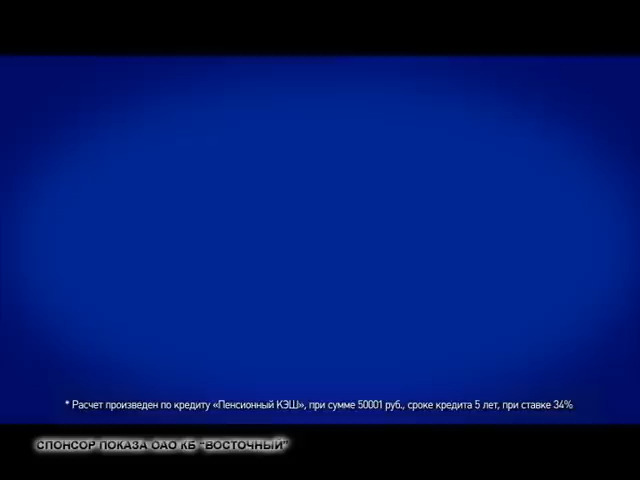 * Расчет произведен по кредиту «Пенсионный КЭШ», при сумме 50001 руб., сроке кредита 5 лет, при ставке 34%
СПОНСОР ПОКАЗА ОАО КБ "ВОСТОЧНЫЙ"